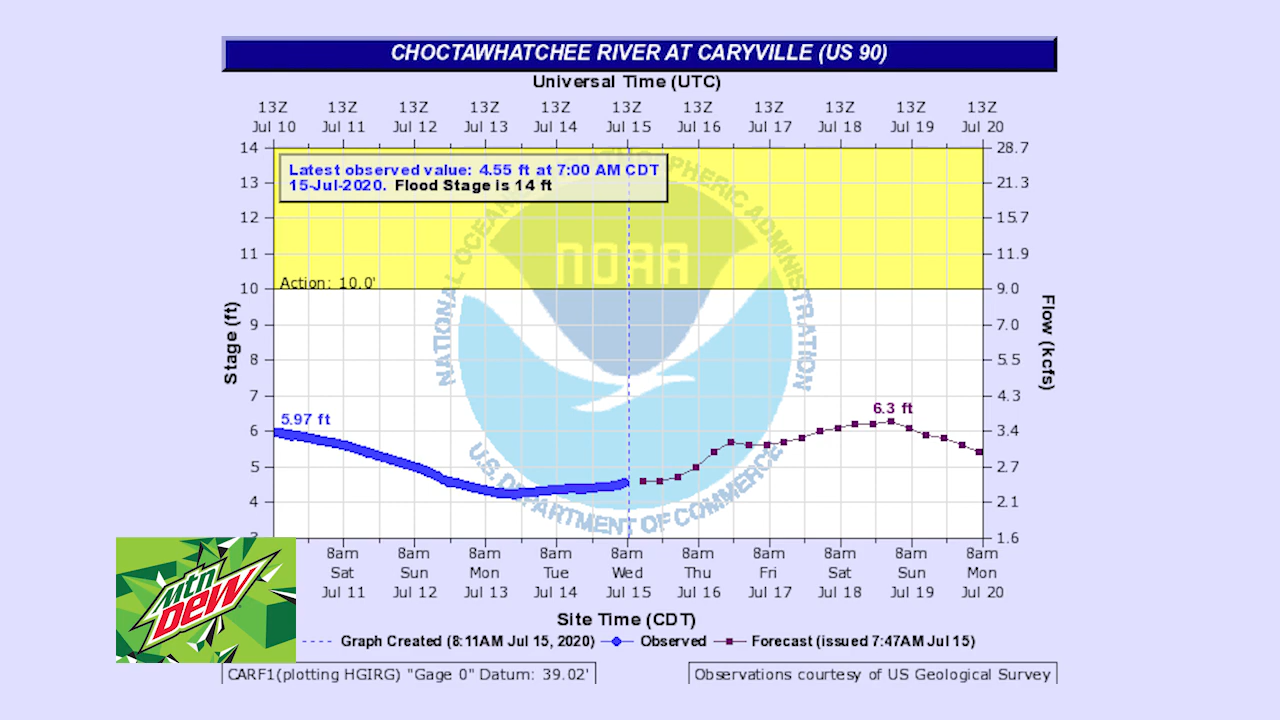 CHOCTAWHATCHEE RIVER AT CARYVILLE (US 90)
Universal Time (UTC)
13Z 13Z 13Z 13Z 13Z 13Z 13Z 13Z 13Z 13Z 13Z
Jul 10 Jul 11 Jul 12 Jul 13 Jul 14 Jul 15 Jul 16 Jul 17 Jul 18 Jul 19 Jul 20
14 28.7
Latest observed value: 4.55 ft at 7:00 AM CDT
15-Jul-2020. Flood Stage is 14 ft
13 21.3
12 15.7
11 11.9
Action: 10.0'
10 9.0
9 7.0
8 5.5
7 4.3
6 3.4
5 2.7
4 2.1
3 1.6
Stage (ft)
Flow (kcfs)
NATIONAL OCEANIC AND ATMOSPHERIC ADMINISTRATION
NOAA
U.S. DEPARTMENT OF COMMERCE
5.97 ft
6.3 ft
8am 8am 8am 8am 8am 8am 8am 8am 8am 8am
Sat Sun Mon Tue Wed Thu Fri Sat Sun Mon
Jul 11 Jul 12 Jul 13 Jul 14 Jul 15 Jul 16 Jul 17 Jul 18 Jul 19 Jul 20
Site Time (CDT)
Graph Created (8:11AM Jul 15, 2020) Observed Forecast (issued 7:47AM Jul 15)
CARF1(plotting HGIRG) "Gage 0" Datum: 39.02'
Observations courtesy of US Geological Survey
Mtn
DEW